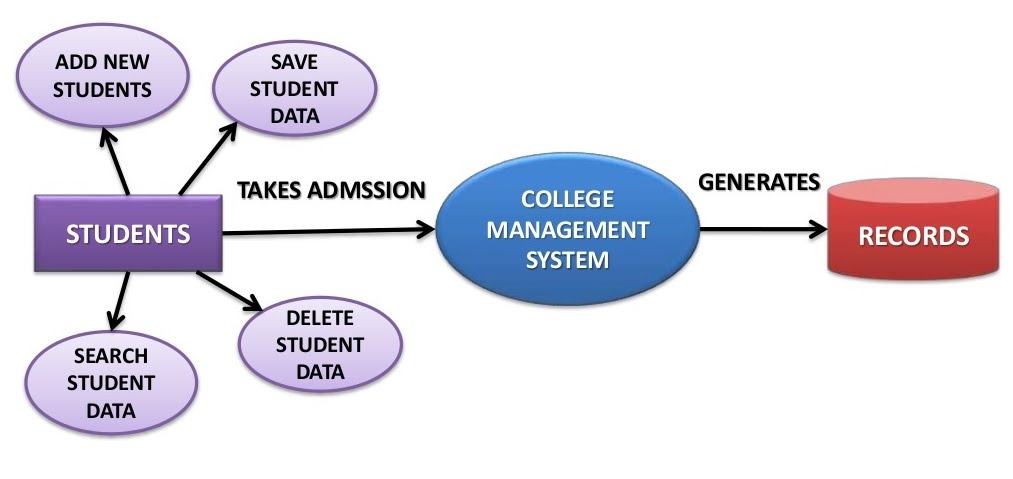 ADD NEW
STUDENTS
SAVE
STUDENT
DATA
TAKES ADMSSION
STUDENTS
COLLEGE
MANAGEMENT
SYSTEM
GENERATES
RECORDS
SEARCH
STUDENT
DATA
DELETE
STUDENT
DATA